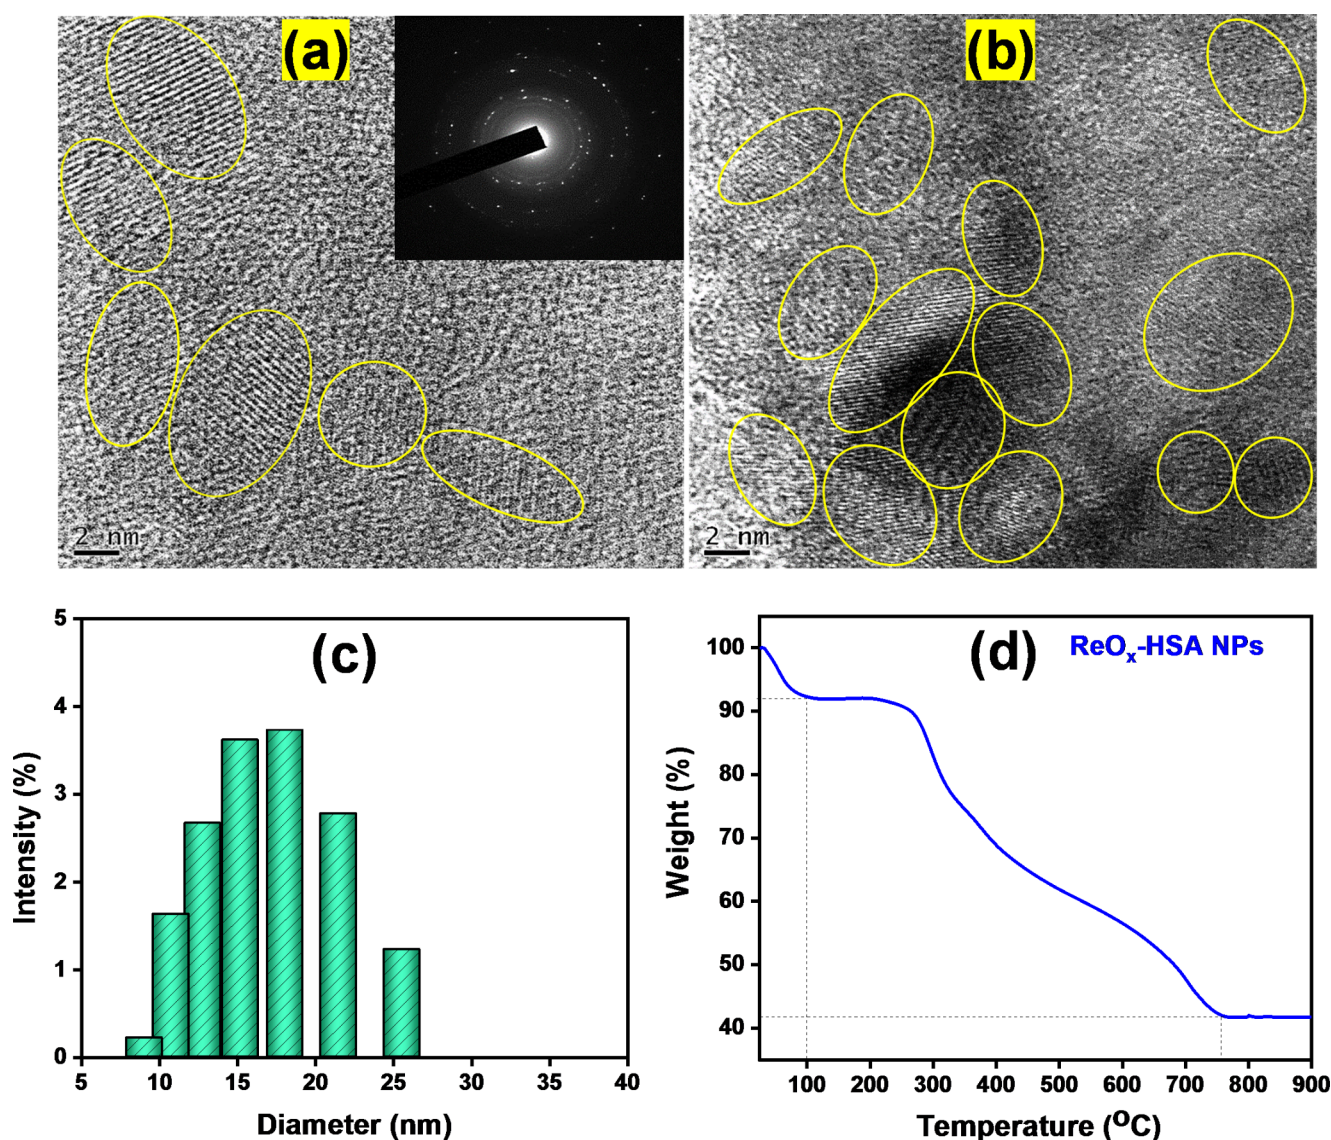 (a)
(b)
2 nm
2 nm
(c)
5
4
3
2
1
0
Intensity (%)
5 10 15 20 25 30 35 40
Diameter (nm)
(d)
ReOₓ-HSA NPs
100
90
80
70
60
50
40
Weight (%)
100 200 300 400 500 600 700 800 900
Temperature (ᴼC)